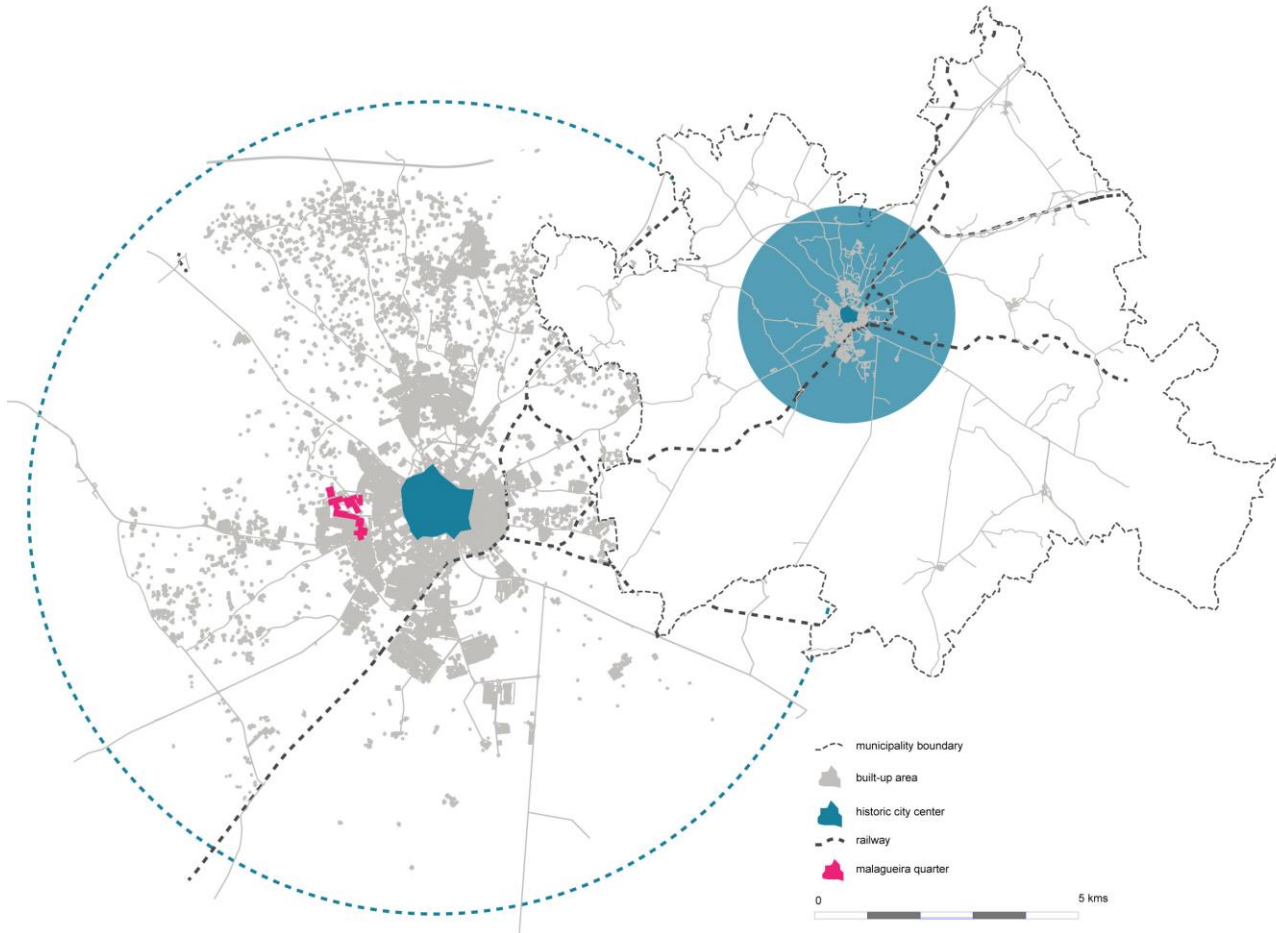 municipality boundary
built-up area
historic city center
railway
malagueira quarter
0 5 kms